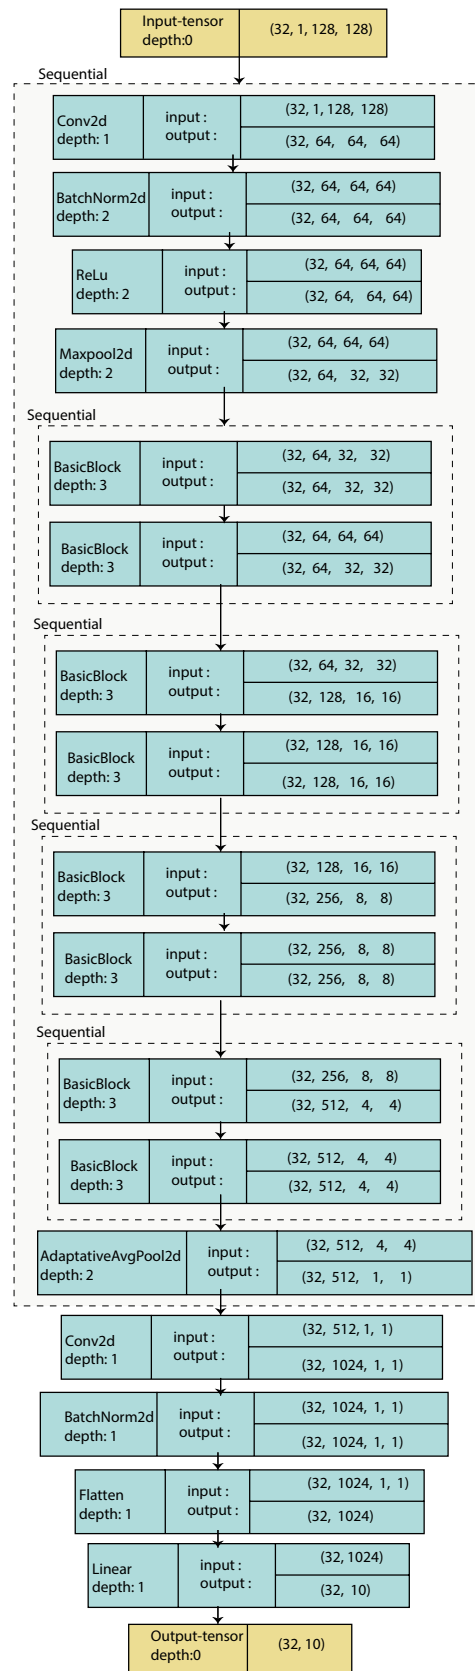 Input-tensor
depth:0
(32, 1, 128, 128)
Sequential
Conv2d
depth: 1
input :
output :
(32, 1, 128, 128)
(32, 64, 64, 64)
BatchNorm2d
depth: 2
input :
output :
(32, 64, 64, 64)
(32, 64, 64, 64)
ReLu
depth: 2
input :
output :
(32, 64, 64, 64)
(32, 64, 64, 64)
Maxpool2d
depth: 2
input :
output :
(32, 64, 64, 64)
(32, 64, 32, 32)
Sequential
BasicBlock
depth: 3
input :
output :
(32, 64, 32, 32)
(32, 64, 32, 32)
BasicBlock
depth: 3
input :
output :
(32, 64, 64, 64)
(32, 64, 32, 32)
Sequential
BasicBlock
depth: 3
input :
output :
(32, 64, 32, 32)
(32, 128, 16, 16)
BasicBlock
depth: 3
input :
output :
(32, 128, 16, 16)
(32, 128, 16, 16)
Sequential
BasicBlock
depth: 3
input :
output :
(32, 128, 16, 16)
(32, 256, 8, 8)
BasicBlock
depth: 3
input :
output :
(32, 256, 8, 8)
(32, 256, 8, 8)
Sequential
BasicBlock
depth: 3
input :
output :
(32, 256, 8, 8)
(32, 512, 4, 4)
BasicBlock
depth: 3
input :
output :
(32, 512, 4, 4)
(32, 512, 4, 4)
AdaptativeAvgPool2d
depth: 2
input :
output :
(32, 512, 4, 4)
(32, 512, 1, 1)
Conv2d
depth: 1
input :
output :
(32, 512, 1, 1)
(32, 1024, 1, 1)
BatchNorm2d
depth: 1
input :
output :
(32, 1024, 1, 1)
(32, 1024, 1, 1)
Flatten
depth: 1
input :
output :
(32, 1024, 1, 1)
(32, 1024)
Linear
depth: 1
input :
output :
(32, 1024)
(32, 10)
Output-tensor
depth:0
(32, 10)